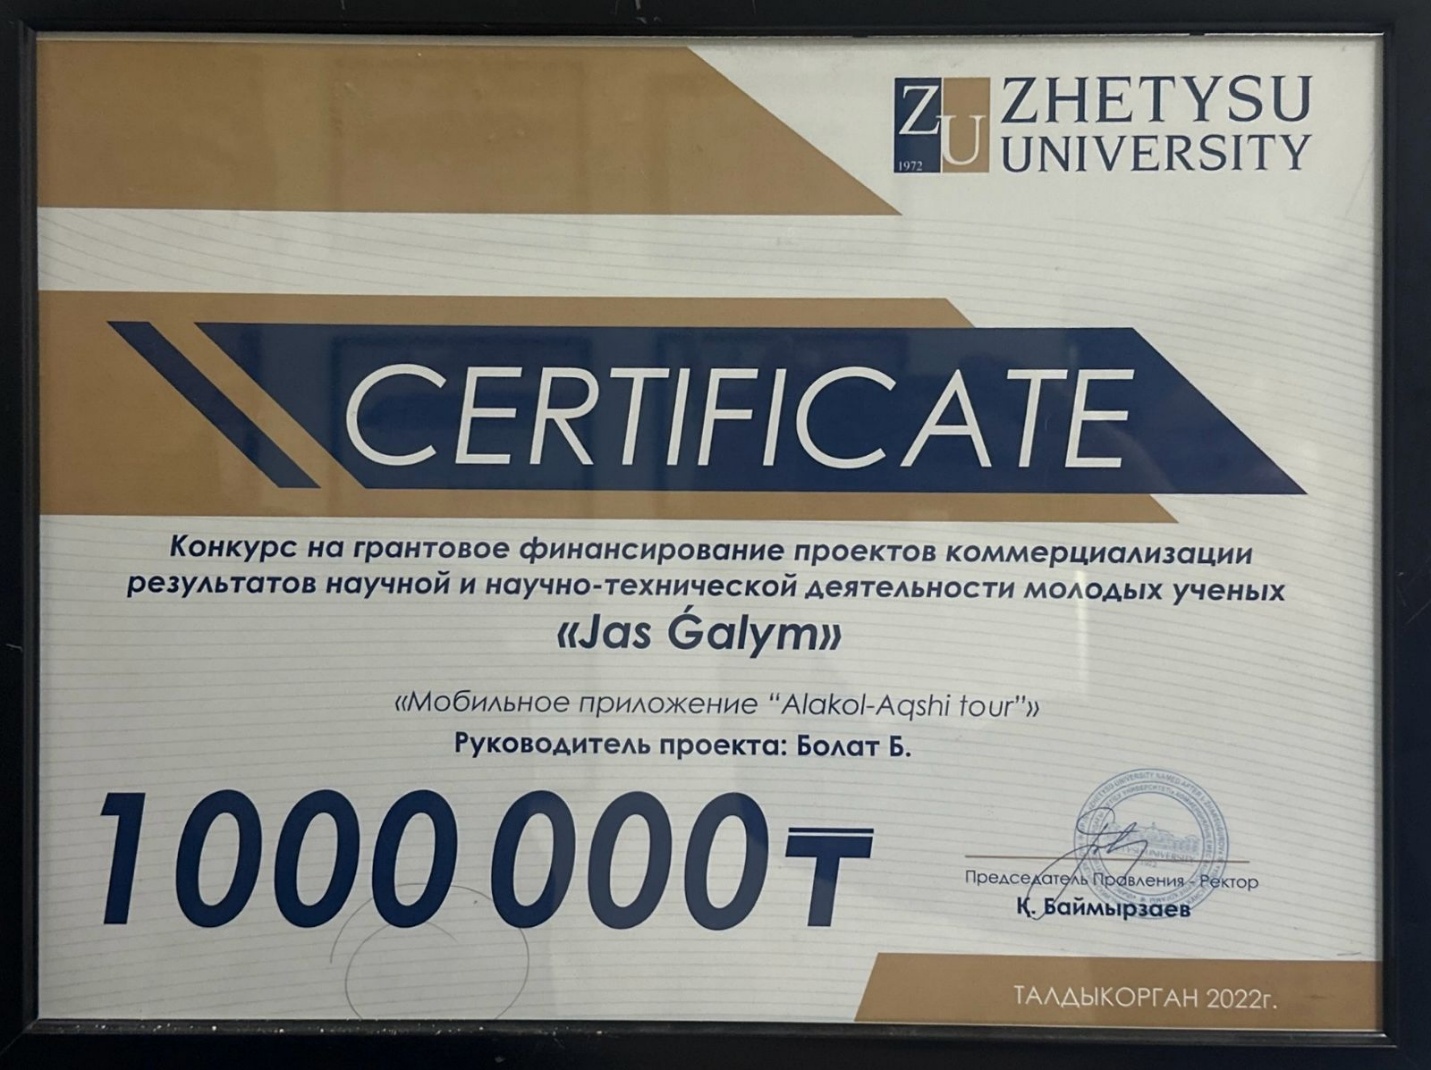 ZU
1972
ZHETYSU
UNIVERSITY
CERTIFICATE
Конкурс на грантовое финансирование проектов коммерциализации
результатов научной и научно-технической деятельности молодых ученых
«Jas Ǵalym»
«Мобильное приложение “Alakol-Aqshi tour”»
Руководитель проекта: Болат Б.
1000 000₸
Председатель Правления - Ректор
Қ. Баймырзаев
ТАЛДЫКОРГАН 2022г.